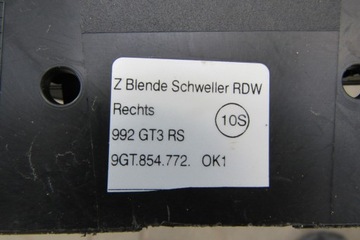 Z Blende Schweller RDW
Rechts
10S
992 GT3 RS
9GT.854.772. OK1